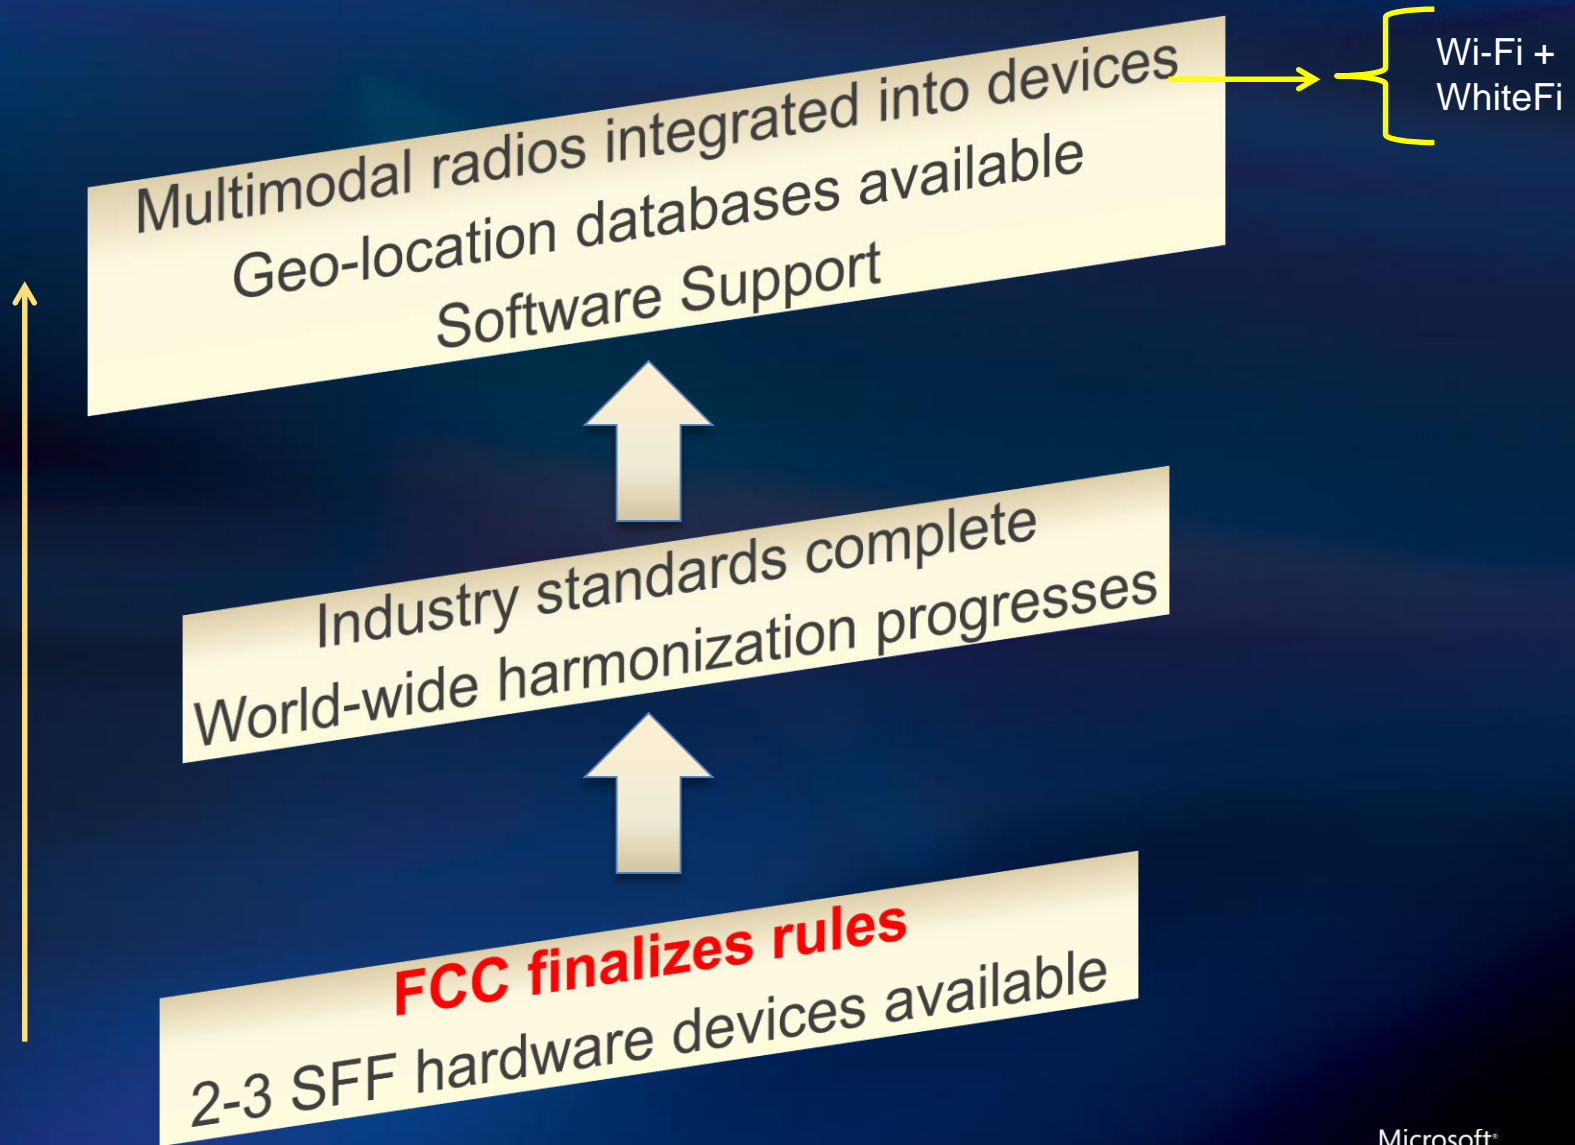 Multimodal radios integrated into devices
Geo-location databases available
Software Support
Wi-Fi +
WhiteFi
Industry standards complete
World-wide harmonization progresses
FCC finalizes rules
2-3 SFF hardware devices available
Microsoft®